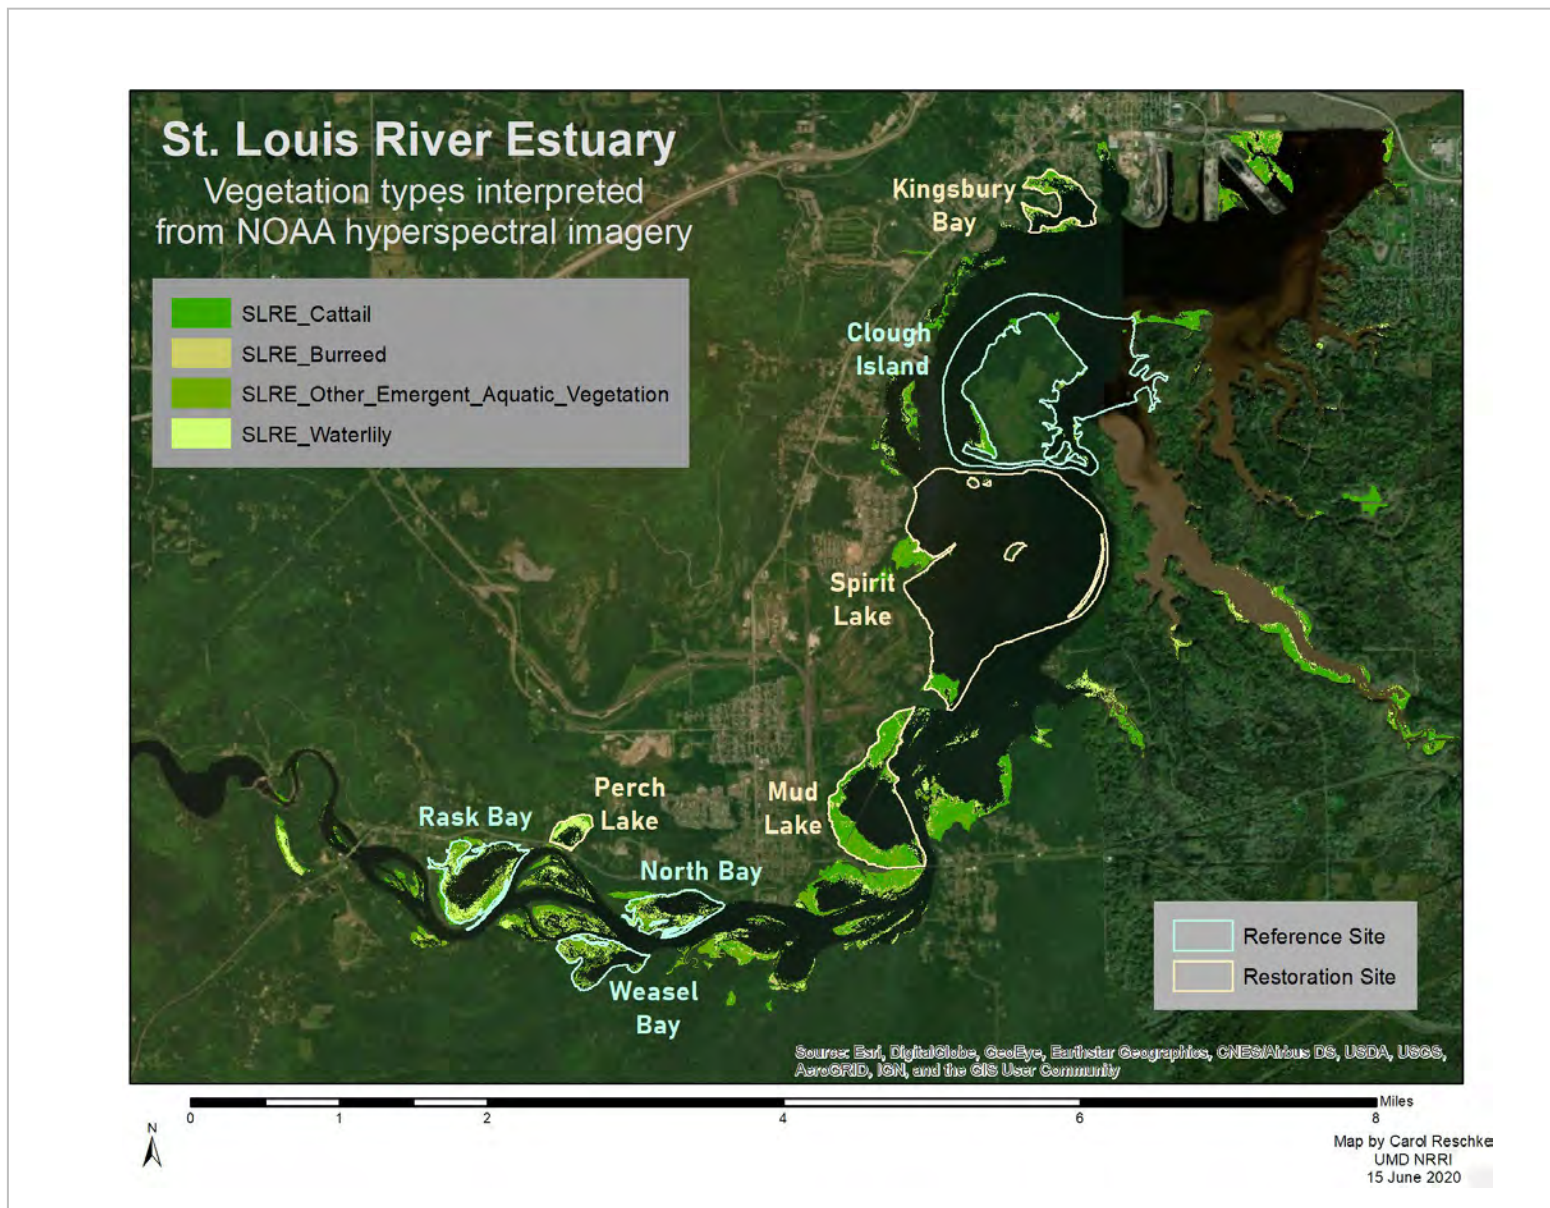 St. Louis River Estuary
Vegetation types interpreted
from NOAA hyperspectral imagery
SLRE_Cattail
SLRE_Burreed
SLRE_Other_Emergent_Aquatic_Vegetation
SLRE_Waterlily
Kingsbury
Bay
Clough
Island
Spirit
Lake
Perch
Lake
Mud
Lake
Rask Bay
North Bay
Weasel
Bay
Reference Site
Restoration Site
Source: Esri, DigitalGlobe, GeoEye, Earthstar Geographics, CNES/Airbus DS, USDA, USGS,
AeroGRID, IGN, and the GIS User Community
0 1 2 4 6 8 Miles
N
Map by Carol Reschke
UMD NRRI
15 June 2020